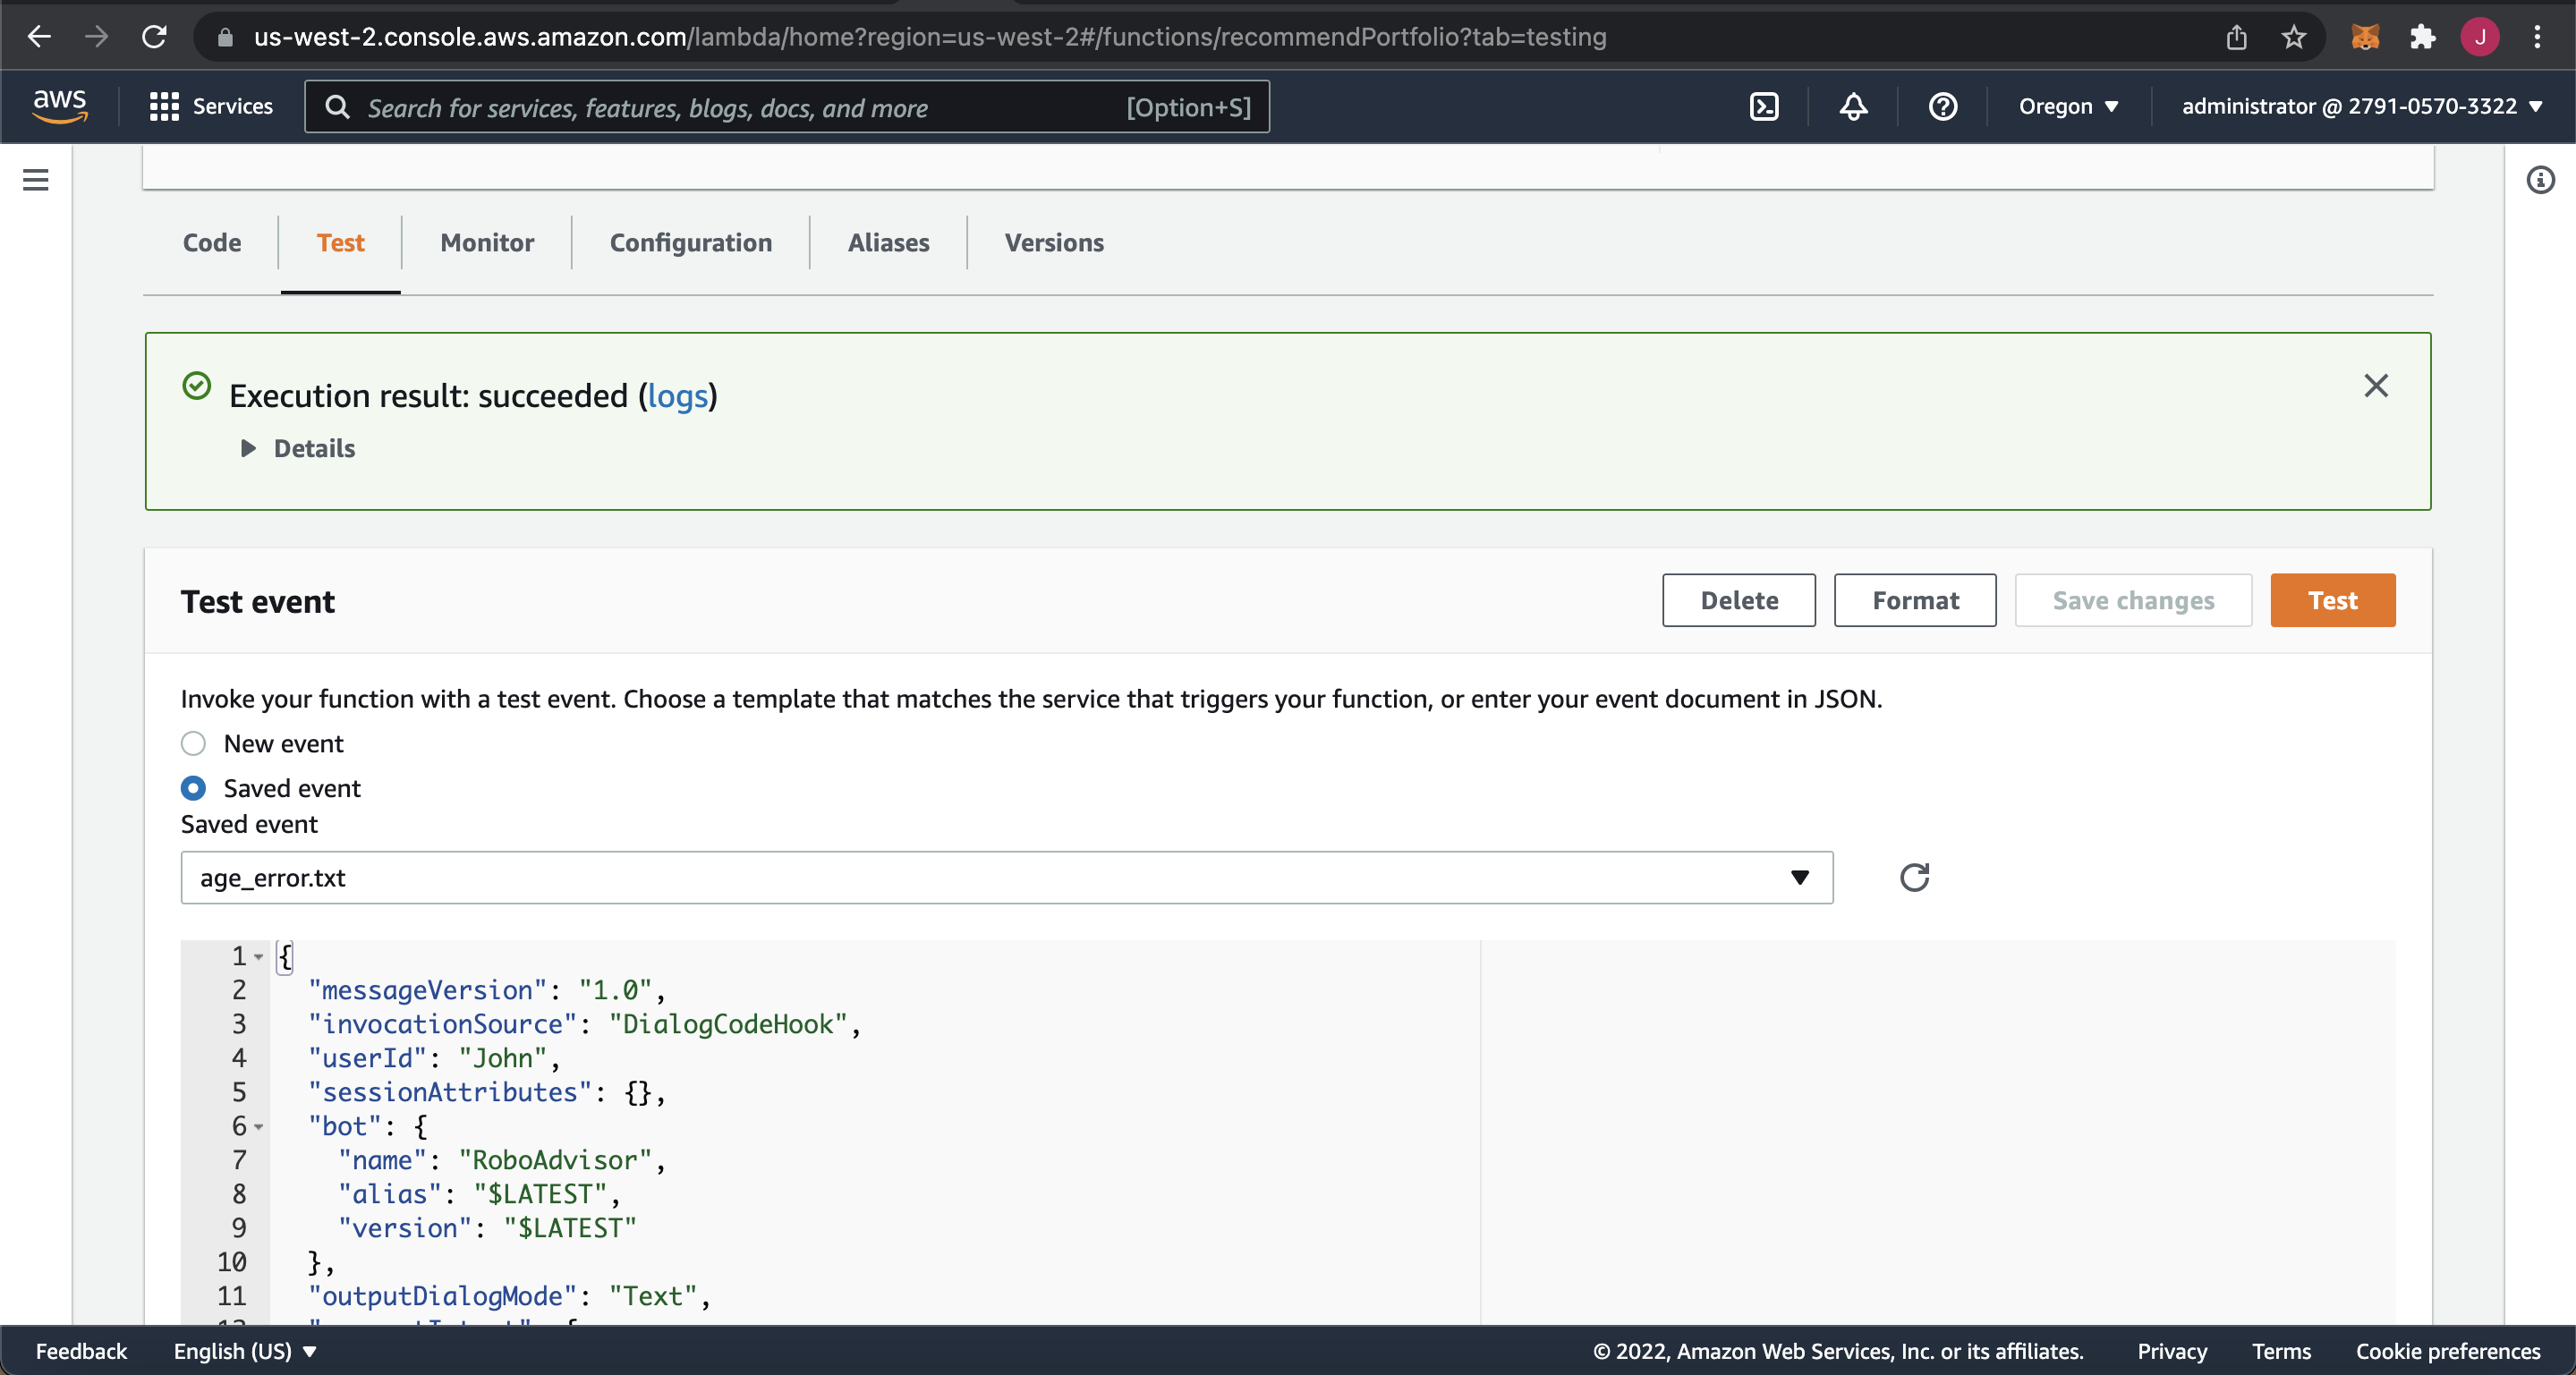 us-west-2.console.aws.amazon.com/lambda/home?region=us-west-2#/functions/recommendPortfolio?tab=testing
J
aws
Services
Search for services, features, blogs, docs, and more
[Option+S]
Oregon
administrator @ 2791-0570-3322
Code
Test
Monitor
Configuration
Aliases
Versions
Execution result: succeeded (logs)
Details
Test event
Delete
Format
Save changes
Test
Invoke your function with a test event. Choose a template that matches the service that triggers your function, or enter your event document in JSON.
New event
Saved event
Saved event
age_error.txt
1 {
2 "messageVersion": "1.0",
3 "invocationSource": "DialogCodeHook",
4 "userId": "John",
5 "sessionAttributes": {},
6 "bot": {
7 "name": "RoboAdvisor",
8 "alias": "$LATEST",
9 "version": "$LATEST"
10 },
11 "outputDialogMode": "Text",
Feedback
English (US)
© 2022, Amazon Web Services, Inc. or its affiliates.
Privacy
Terms
Cookie preferences